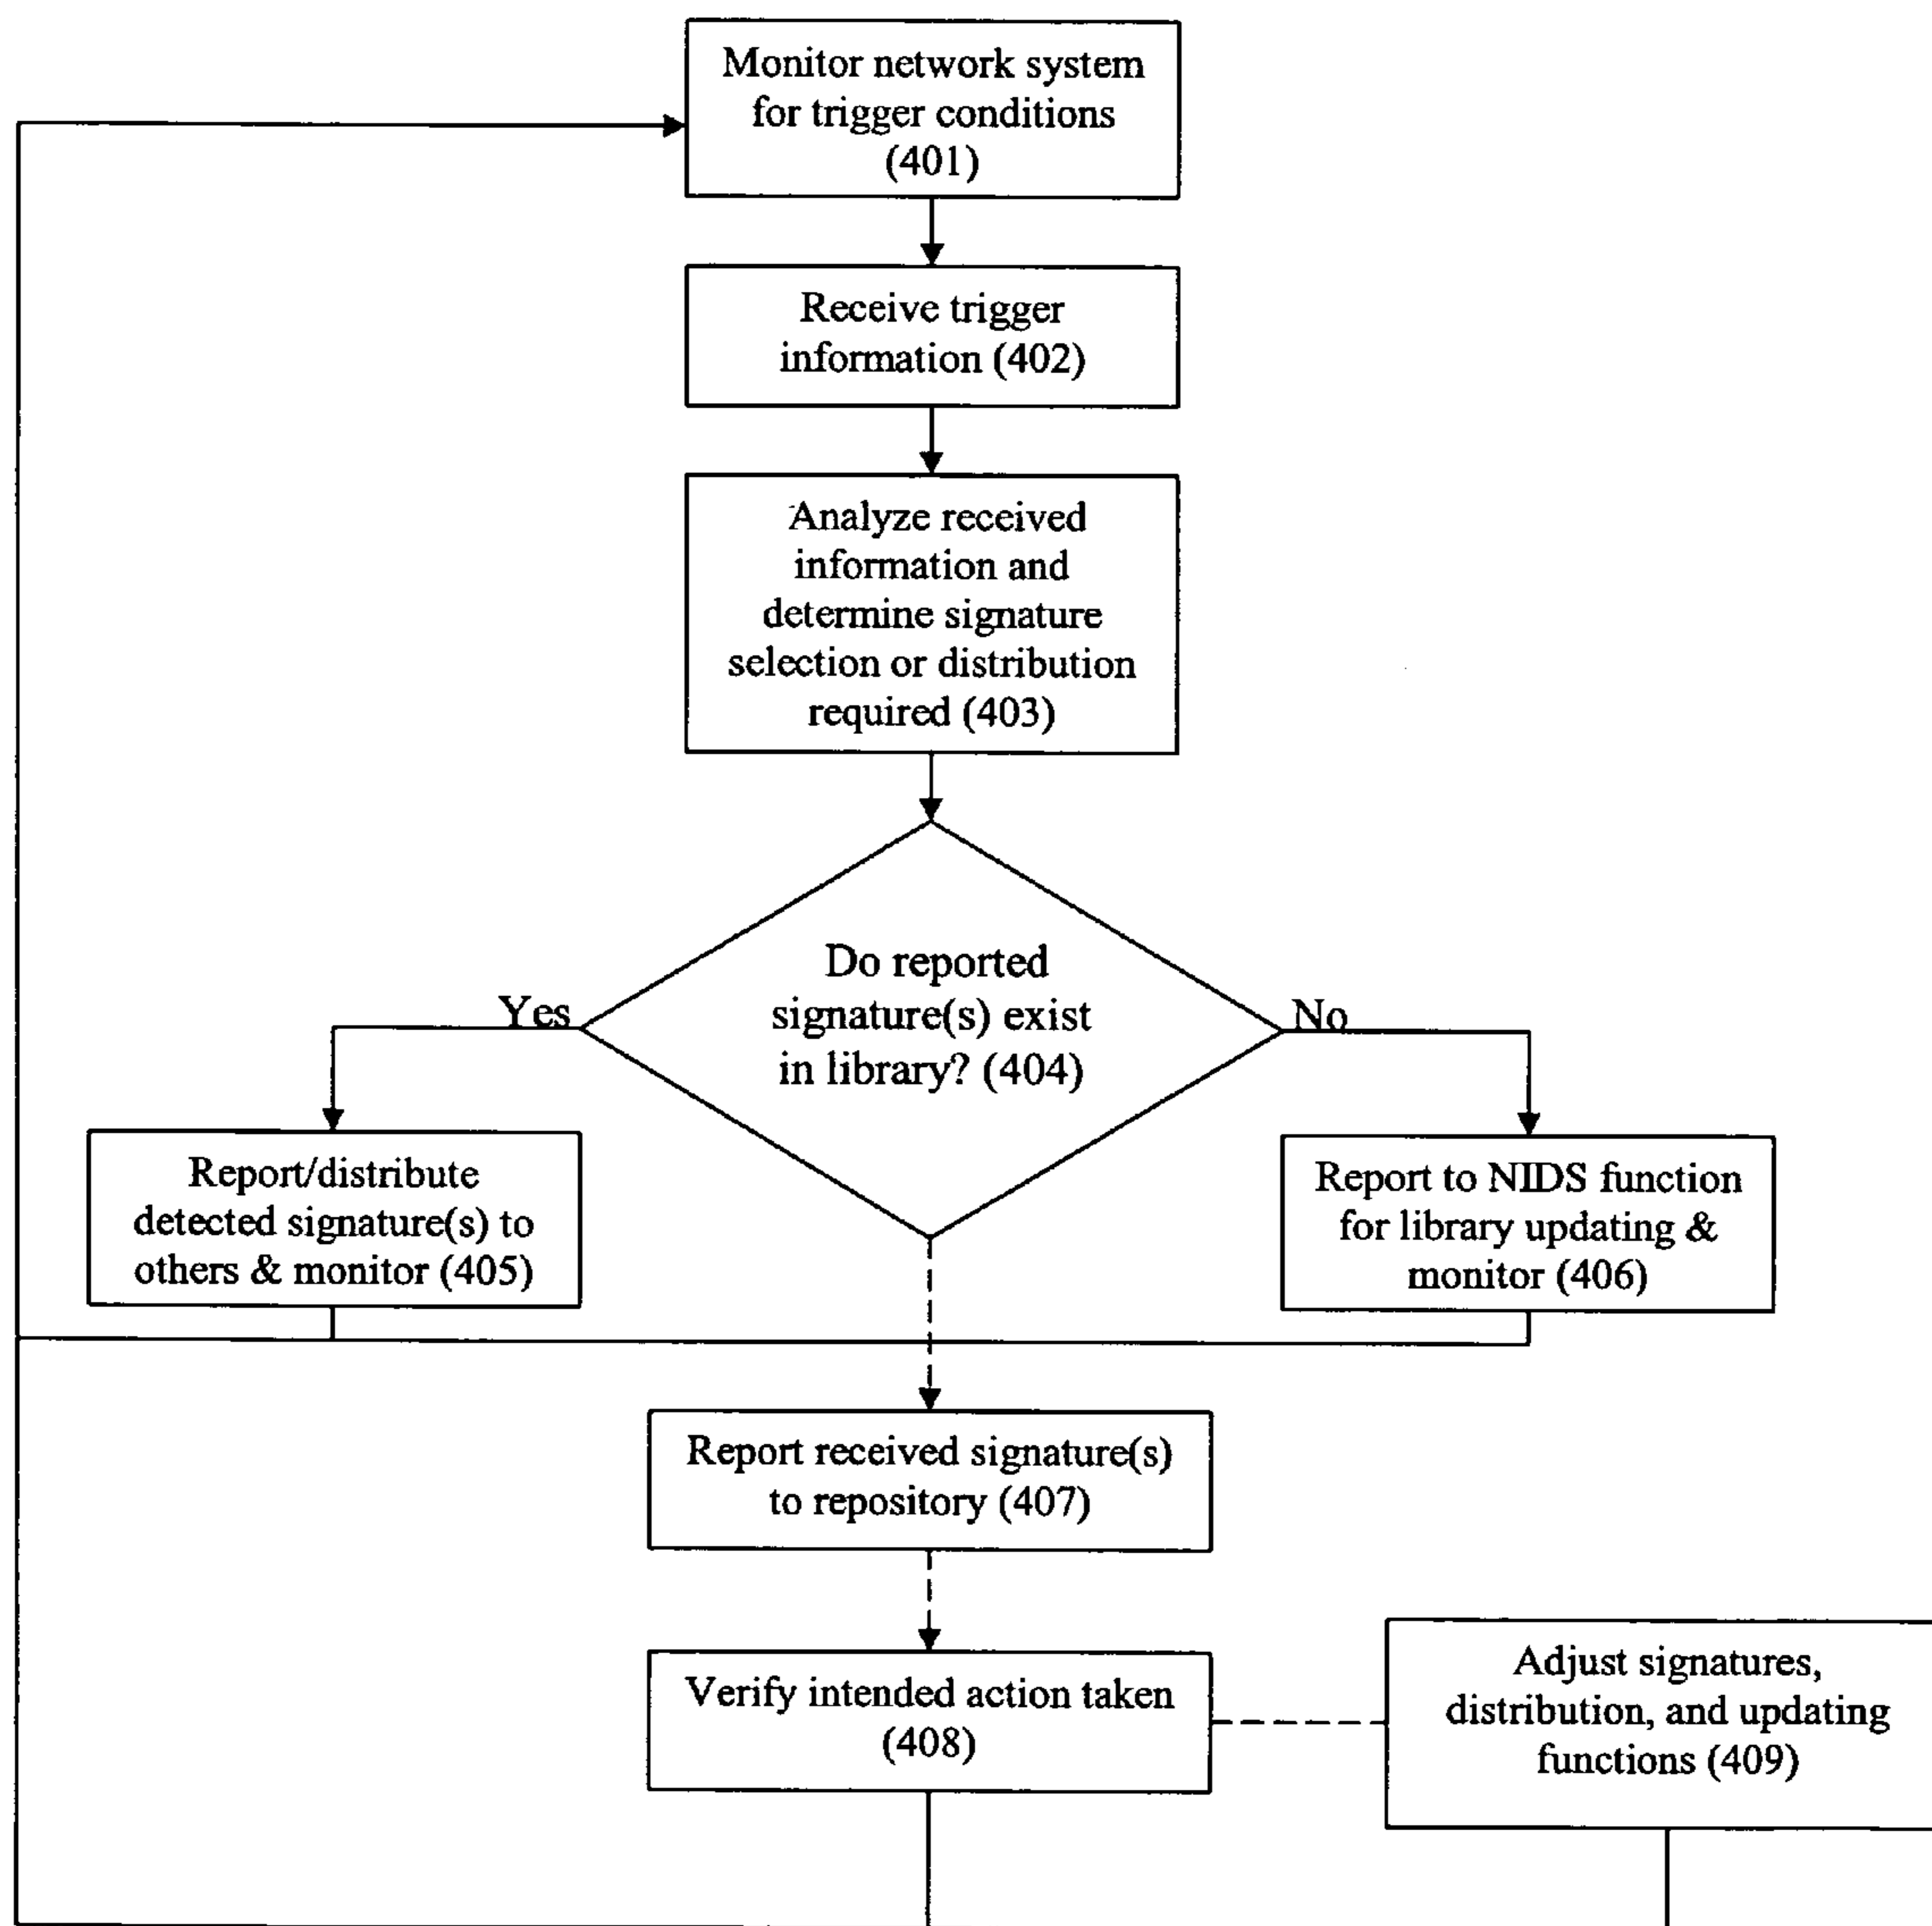 Monitor network system
for trigger conditions
(401)
Receive trigger
information (402)
Analyze received
information and
determine signature
selection or distribution
required (403)
Do reported
signature(s) exist
in library? (404)
Yes
No
Report/distribute
detected signature(s) to
others & monitor (405)
Report to NIDS function
for library updating &
monitor (406)
Report received signature(s)
to repository (407)
Verify intended action taken
(408)
Adjust signatures,
distribution, and updating
functions (409)